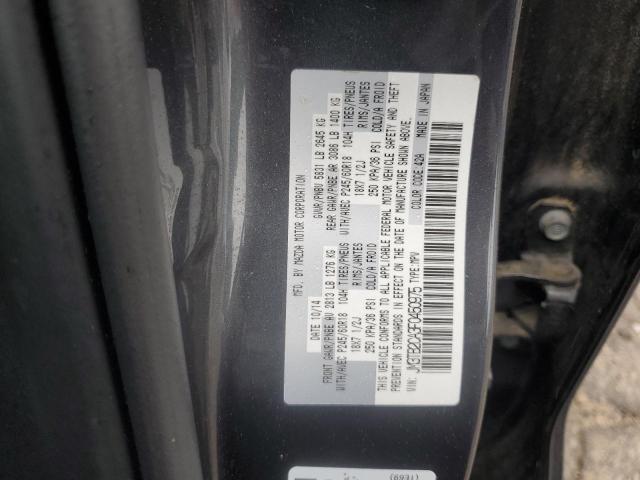 MFD. BY MAZDA MOTOR CORPORATION
DATE 10/14 GVWR/PNBV 5831 LB 2645 KG
FRONT GAWR/PNBE AV 2813 LB 1276 KG REAR GAWR/PNBE AR 3086 LB 1400 KG
WITH/AVEC P245/60R18 104H TIRES/PNEUS WITH/AVEC P245/60R18 104H TIRES/PNEUS
18X7 1/2J RIMS/JANTES 18X7 1/2J RIMS/JANTES
250 KPA/36 PSI COLD/A FROID 250 KPA/36 PSI COLD/A FROID
THIS VEHICLE CONFORMS TO ALL APPLICABLE FEDERAL MOTOR VEHICLE SAFETY AND THEFT
PREVENTION STANDARDS IN EFFECT ON THE DATE OF MANUFACTURE SHOWN ABOVE.
VIN: JM3TB2CA3F0450975 TYPE: MPV COLOR CODE: 42A MADE IN JAPAN
(1E69)